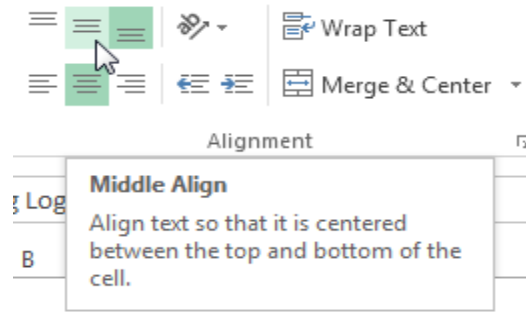 Wrap Text
Merge & Center
Alignment
Middle Align
Align text so that it is centered
between the top and bottom of the
cell.
g Log
B